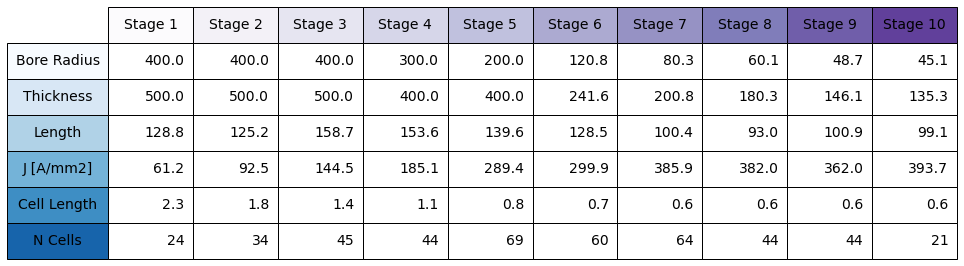 Stage 1 Stage 2 Stage 3 Stage 4 Stage 5 Stage 6 Stage 7 Stage 8 Stage 9 Stage 10
Bore Radius 400.0 400.0 400.0 300.0 200.0 120.8 80.3 60.1 48.7 45.1
Thickness 500.0 500.0 500.0 400.0 400.0 241.6 200.8 180.3 146.1 135.3
Length 128.8 125.2 158.7 153.6 139.6 128.5 100.4 93.0 100.9 99.1
J [A/mm2] 61.2 92.5 144.5 185.1 289.4 299.9 385.9 382.0 362.0 393.7
Cell Length 2.3 1.8 1.4 1.1 0.8 0.7 0.6 0.6 0.6 0.6
N Cells 24 34 45 44 69 60 64 44 44 21